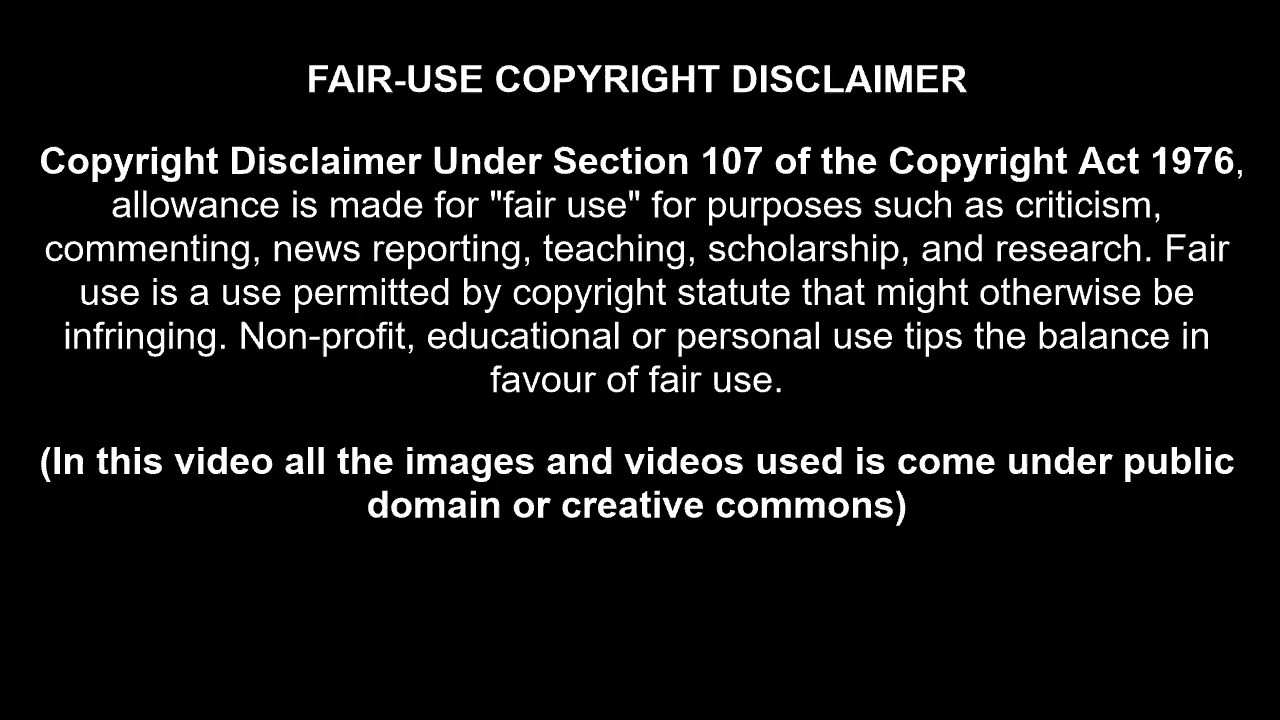 FAIR-USE COPYRIGHT DISCLAIMER
Copyright Disclaimer Under Section 107 of the Copyright Act 1976,
allowance is made for "fair use" for purposes such as criticism,
commenting, news reporting, teaching, scholarship, and research. Fair
use is a use permitted by copyright statute that might otherwise be
infringing. Non-profit, educational or personal use tips the balance in
favour of fair use.
(In this video all the images and videos used is come under public
domain or creative commons)